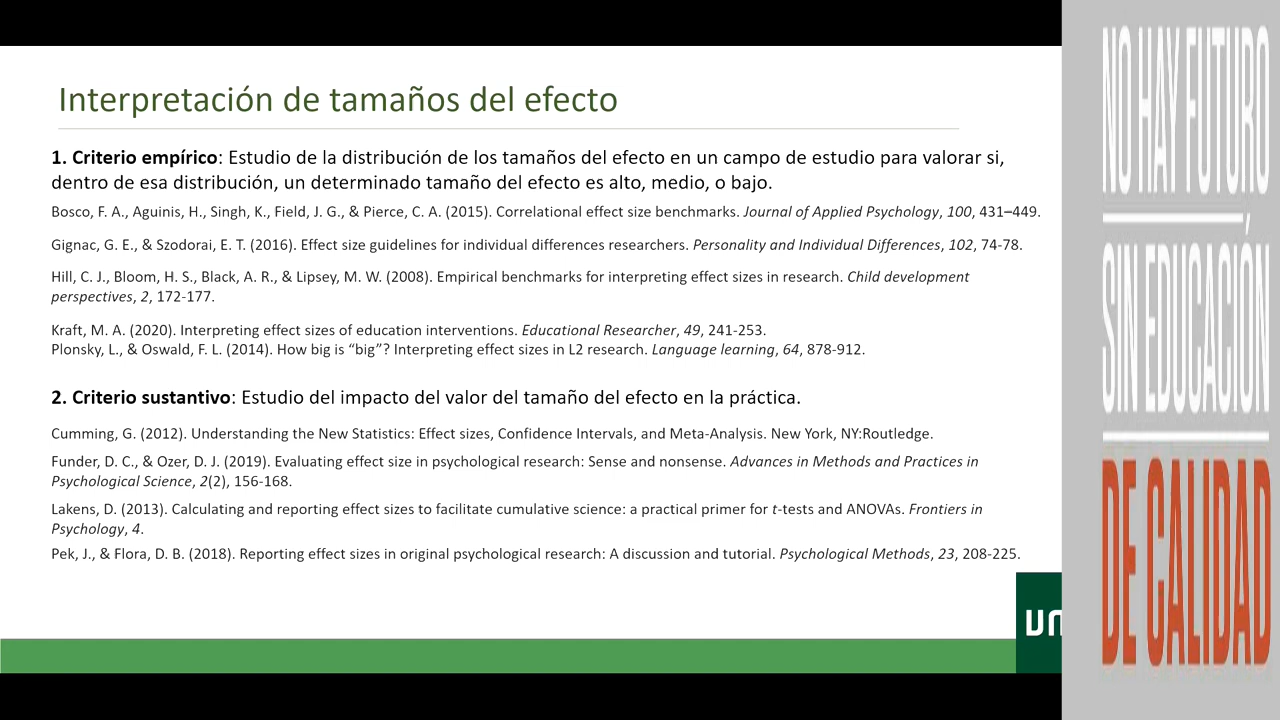 Interpretación de tamaños del efecto
1. Criterio empírico: Estudio de la distribución de los tamaños del efecto en un campo de estudio para valorar si,
dentro de esa distribución, un determinado tamaño del efecto es alto, medio, o bajo.
Bosco, F. A., Aguinis, H., Singh, K., Field, J. G., & Pierce, C. A. (2015). Correlational effect size benchmarks. Journal of Applied Psychology, 100, 431–449.
Gignac, G. E., & Szodorai, E. T. (2016). Effect size guidelines for individual differences researchers. Personality and Individual Differences, 102, 74-78.
Hill, C. J., Bloom, H. S., Black, A. R., & Lipsey, M. W. (2008). Empirical benchmarks for interpreting effect sizes in research. Child development
perspectives, 2, 172-177.
Kraft, M. A. (2020). Interpreting effect sizes of education interventions. Educational Researcher, 49, 241-253.
Plonsky, L., & Oswald, F. L. (2014). How big is “big”? Interpreting effect sizes in L2 research. Language learning, 64, 878-912.
2. Criterio sustantivo: Estudio del impacto del valor del tamaño del efecto en la práctica.
Cumming, G. (2012). Understanding the New Statistics: Effect sizes, Confidence Intervals, and Meta-Analysis. New York, NY:Routledge.
Funder, D. C., & Ozer, D. J. (2019). Evaluating effect size in psychological research: Sense and nonsense. Advances in Methods and Practices in
Psychological Science, 2(2), 156-168.
Lakens, D. (2013). Calculating and reporting effect sizes to facilitate cumulative science: a practical primer for t-tests and ANOVAs. Frontiers in
Psychology, 4.
Pek, J., & Flora, D. B. (2018). Reporting effect sizes in original psychological research: A discussion and tutorial. Psychological Methods, 23, 208-225.
NO HAY FUTURO
SIN EDUCACIÓN
DE CALIDAD